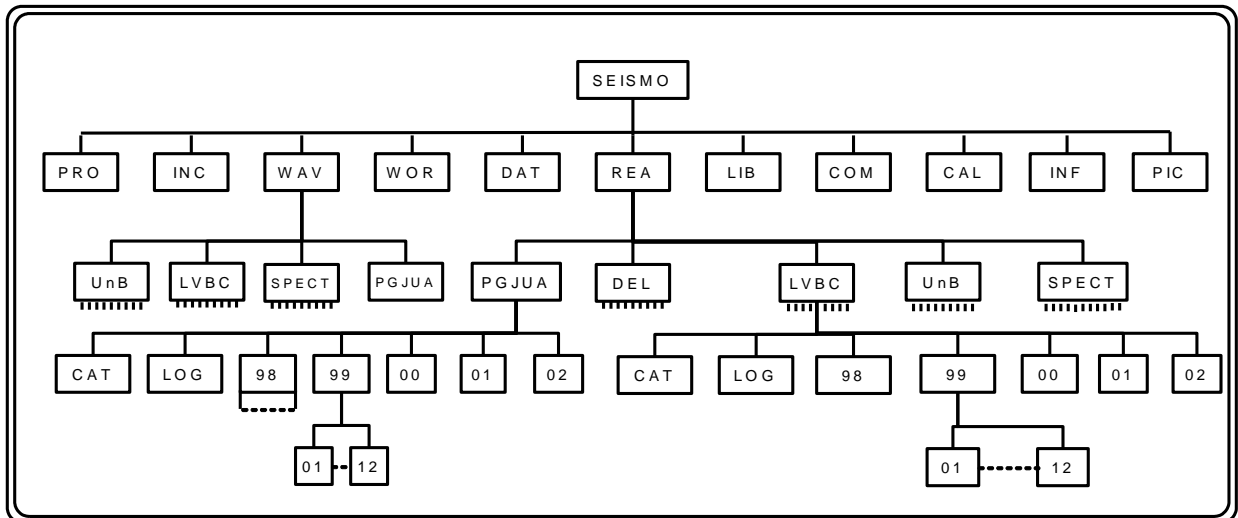 SEISMO
PRO INC WAV WOR DAT REA LIB COM CAL INF PIC
UnB LVBC SPECT PGJUA PGJUA DEL LVBC UnB SPECT
CAT LOG 98 99 00 01 02 CAT LOG 98 99 00 01 02
01 12 01 12